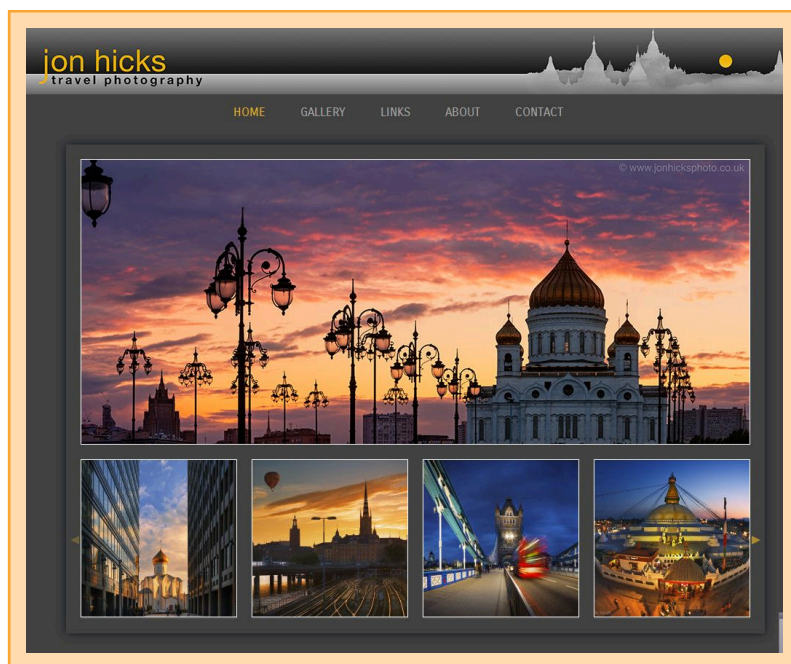 jon hicks
travel photography
HOME GALLERY LINKS ABOUT CONTACT
© www.jonhicksphoto.co.uk